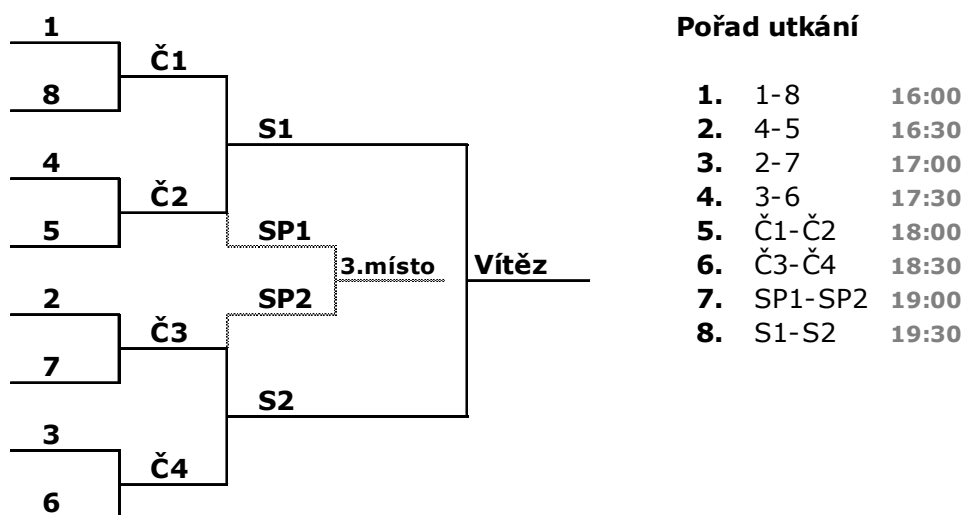 1
Č1
8
S1
4
Č2
5
SP1
3.místo
Vítěz
2
SP2
Č3
7
S2
3
Č4
6
Pořad utkání
1. 1-8 16:00
2. 4-5 16:30
3. 2-7 17:00
4. 3-6 17:30
5. Č1-Č2 18:00
6. Č3-Č4 18:30
7. SP1-SP2 19:00
8. S1-S2 19:30